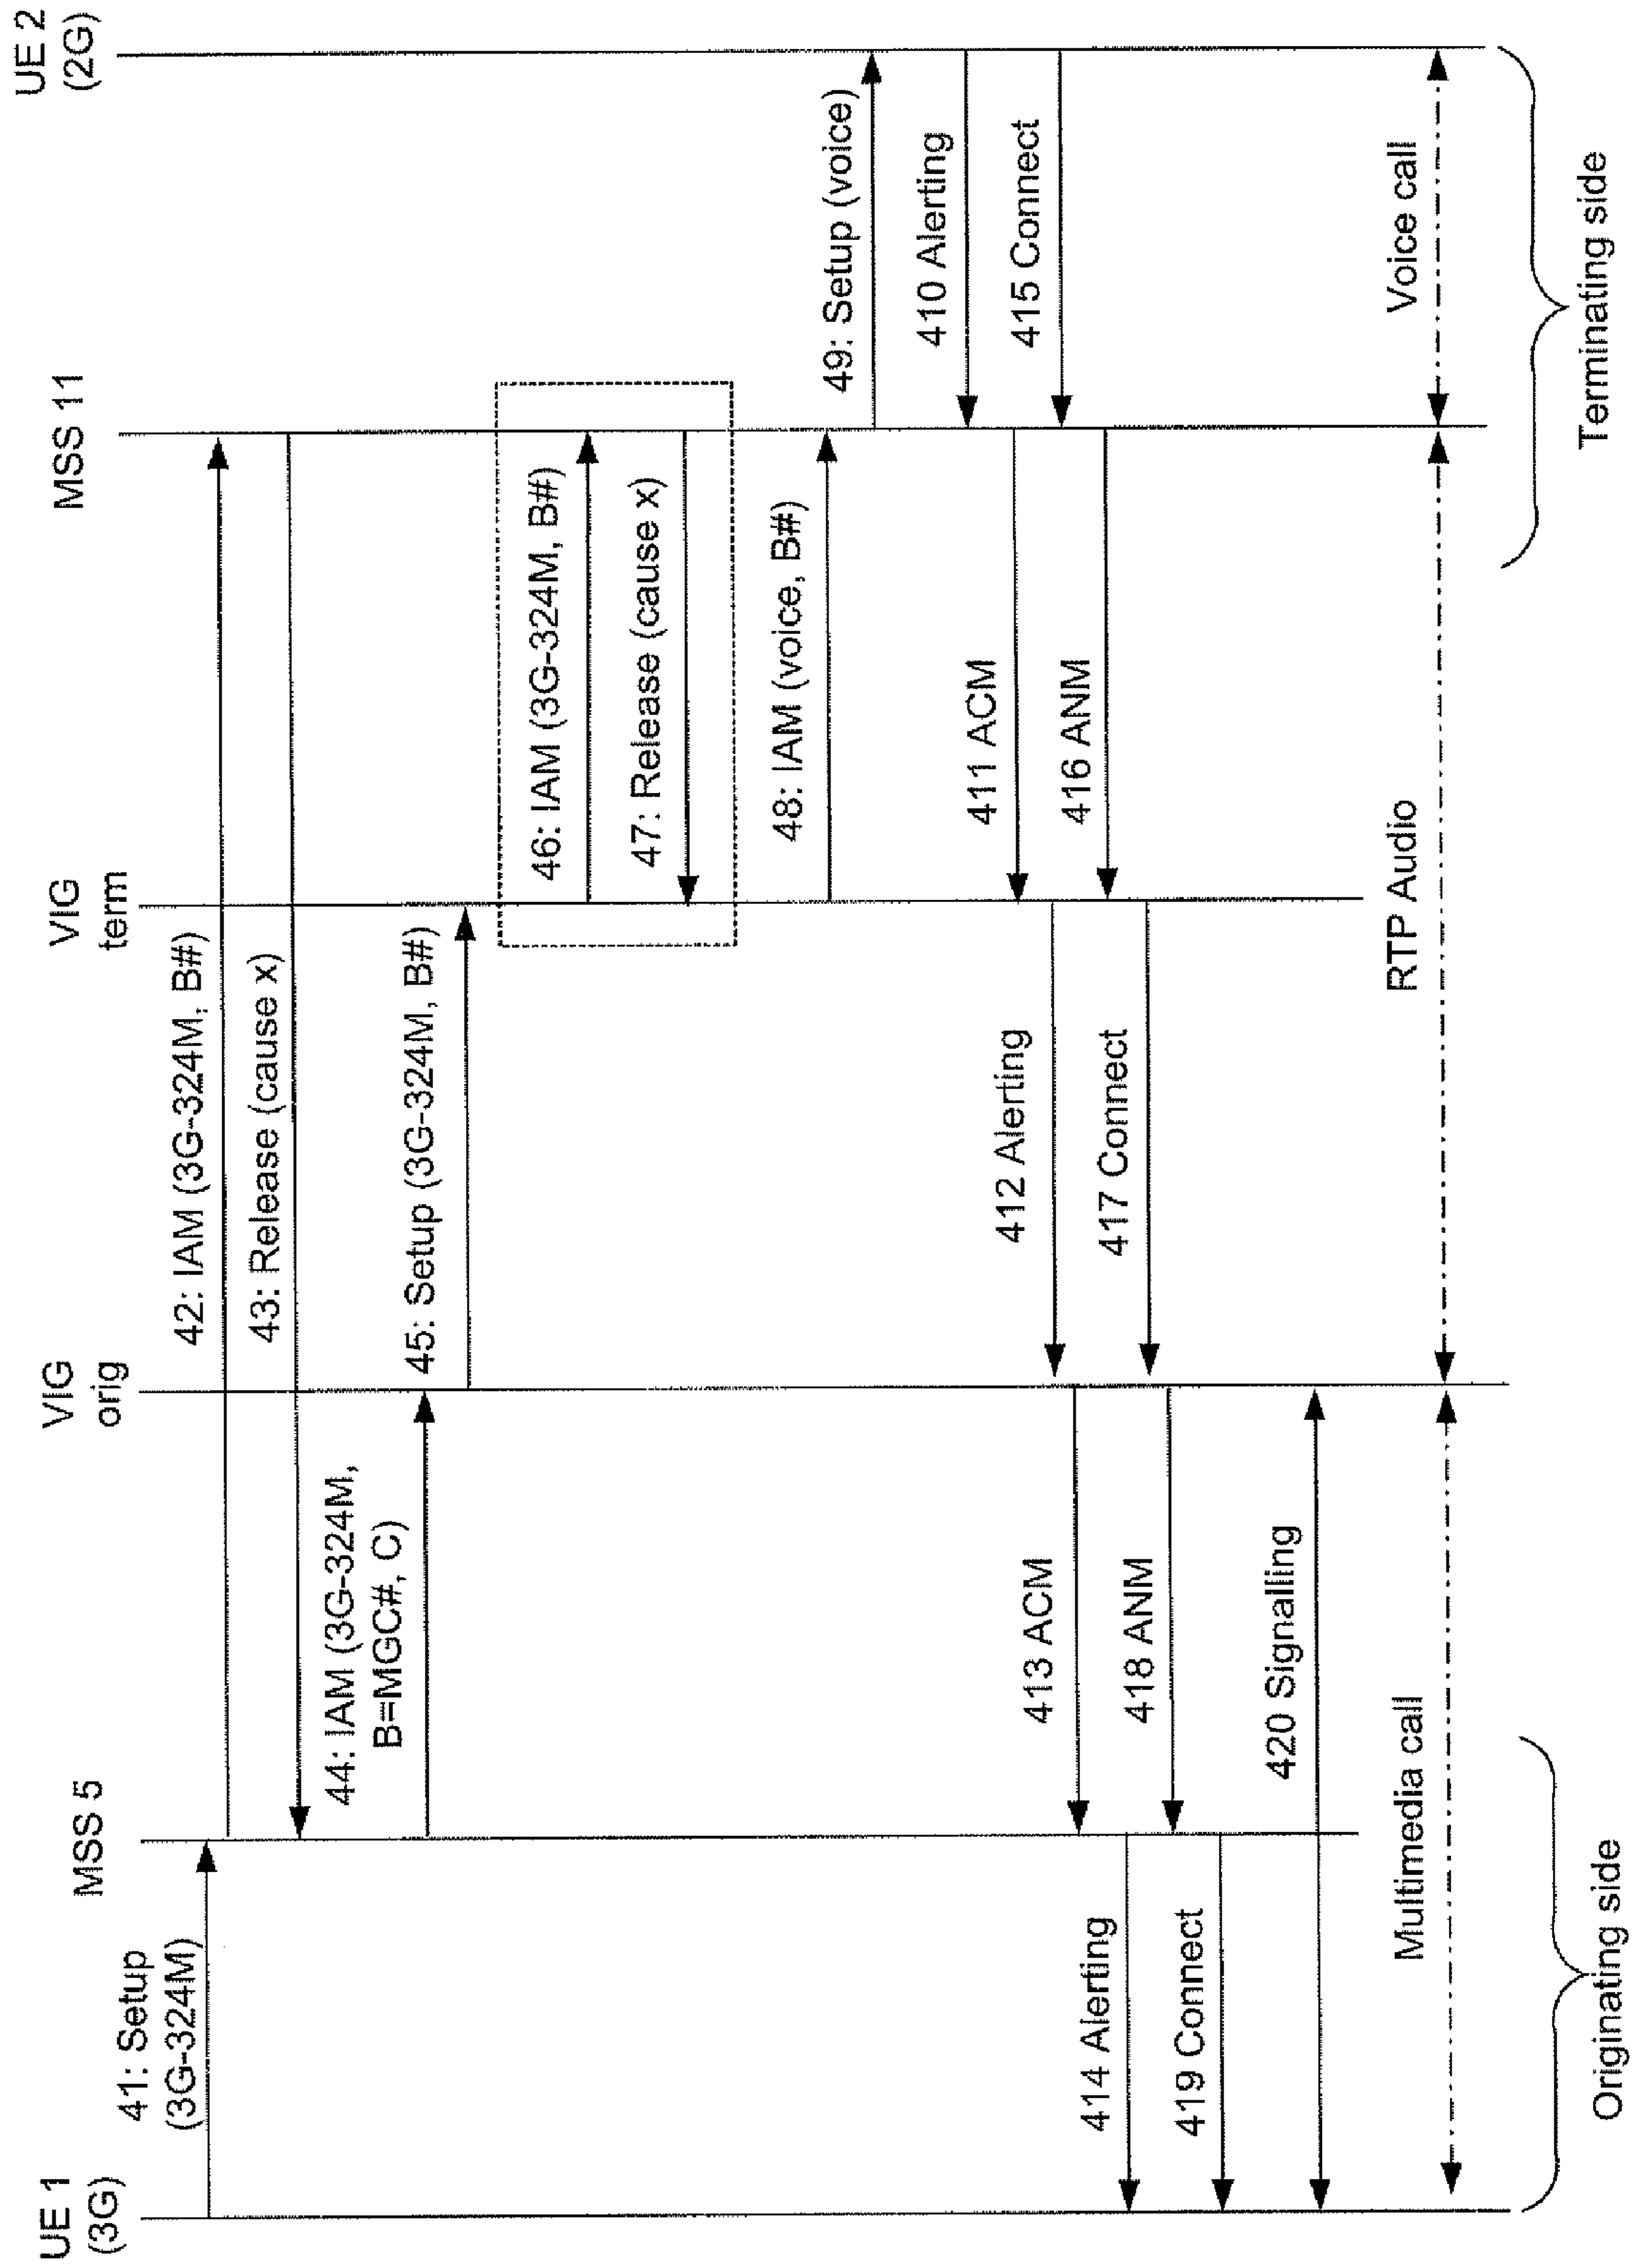 UE 1
(3G)
MSS 5
VIG
orig
VIG
term
MSS 11
UE 2
(2G)
41: Setup
(3G-324M)
42: IAM (3G-324M, B#)
43: Release (cause x)
44: IAM (3G-324M,
B=MGC#, C)
45: Setup (3G-324M, B#)
46: IAM (3G-324M, B#)
47: Release (cause x)
48: IAM (voice, B#)
49: Setup (voice)
410 Alerting
411 ACM
412 Alerting
413 ACM
414 Alerting
415 Connect
416 ANM
417 Connect
418 ANM
419 Connect
420 Signalling
Multimedia call
RTP Audio
Voice call
Originating side
Terminating side